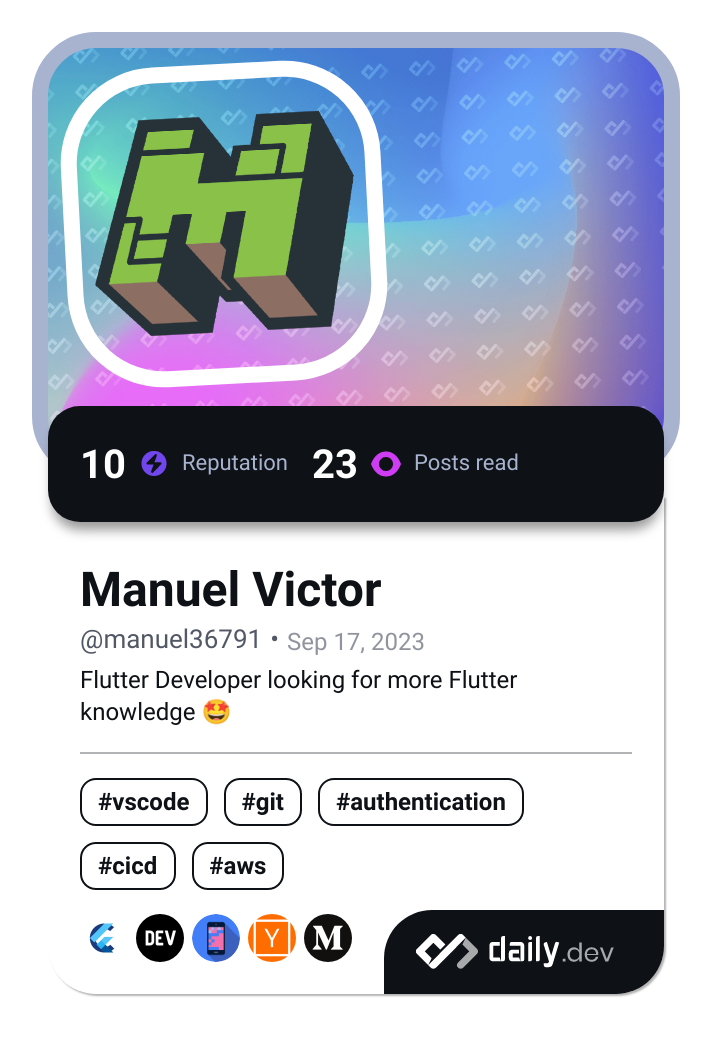 M
10 Reputation 23 Posts read
Manuel Victor
@manuel36791 • Sep 17, 2023
Flutter Developer looking for more Flutter
knowledge 🤩
#vscode #git #authentication
#cicd #aws
DEV Y M
daily.dev